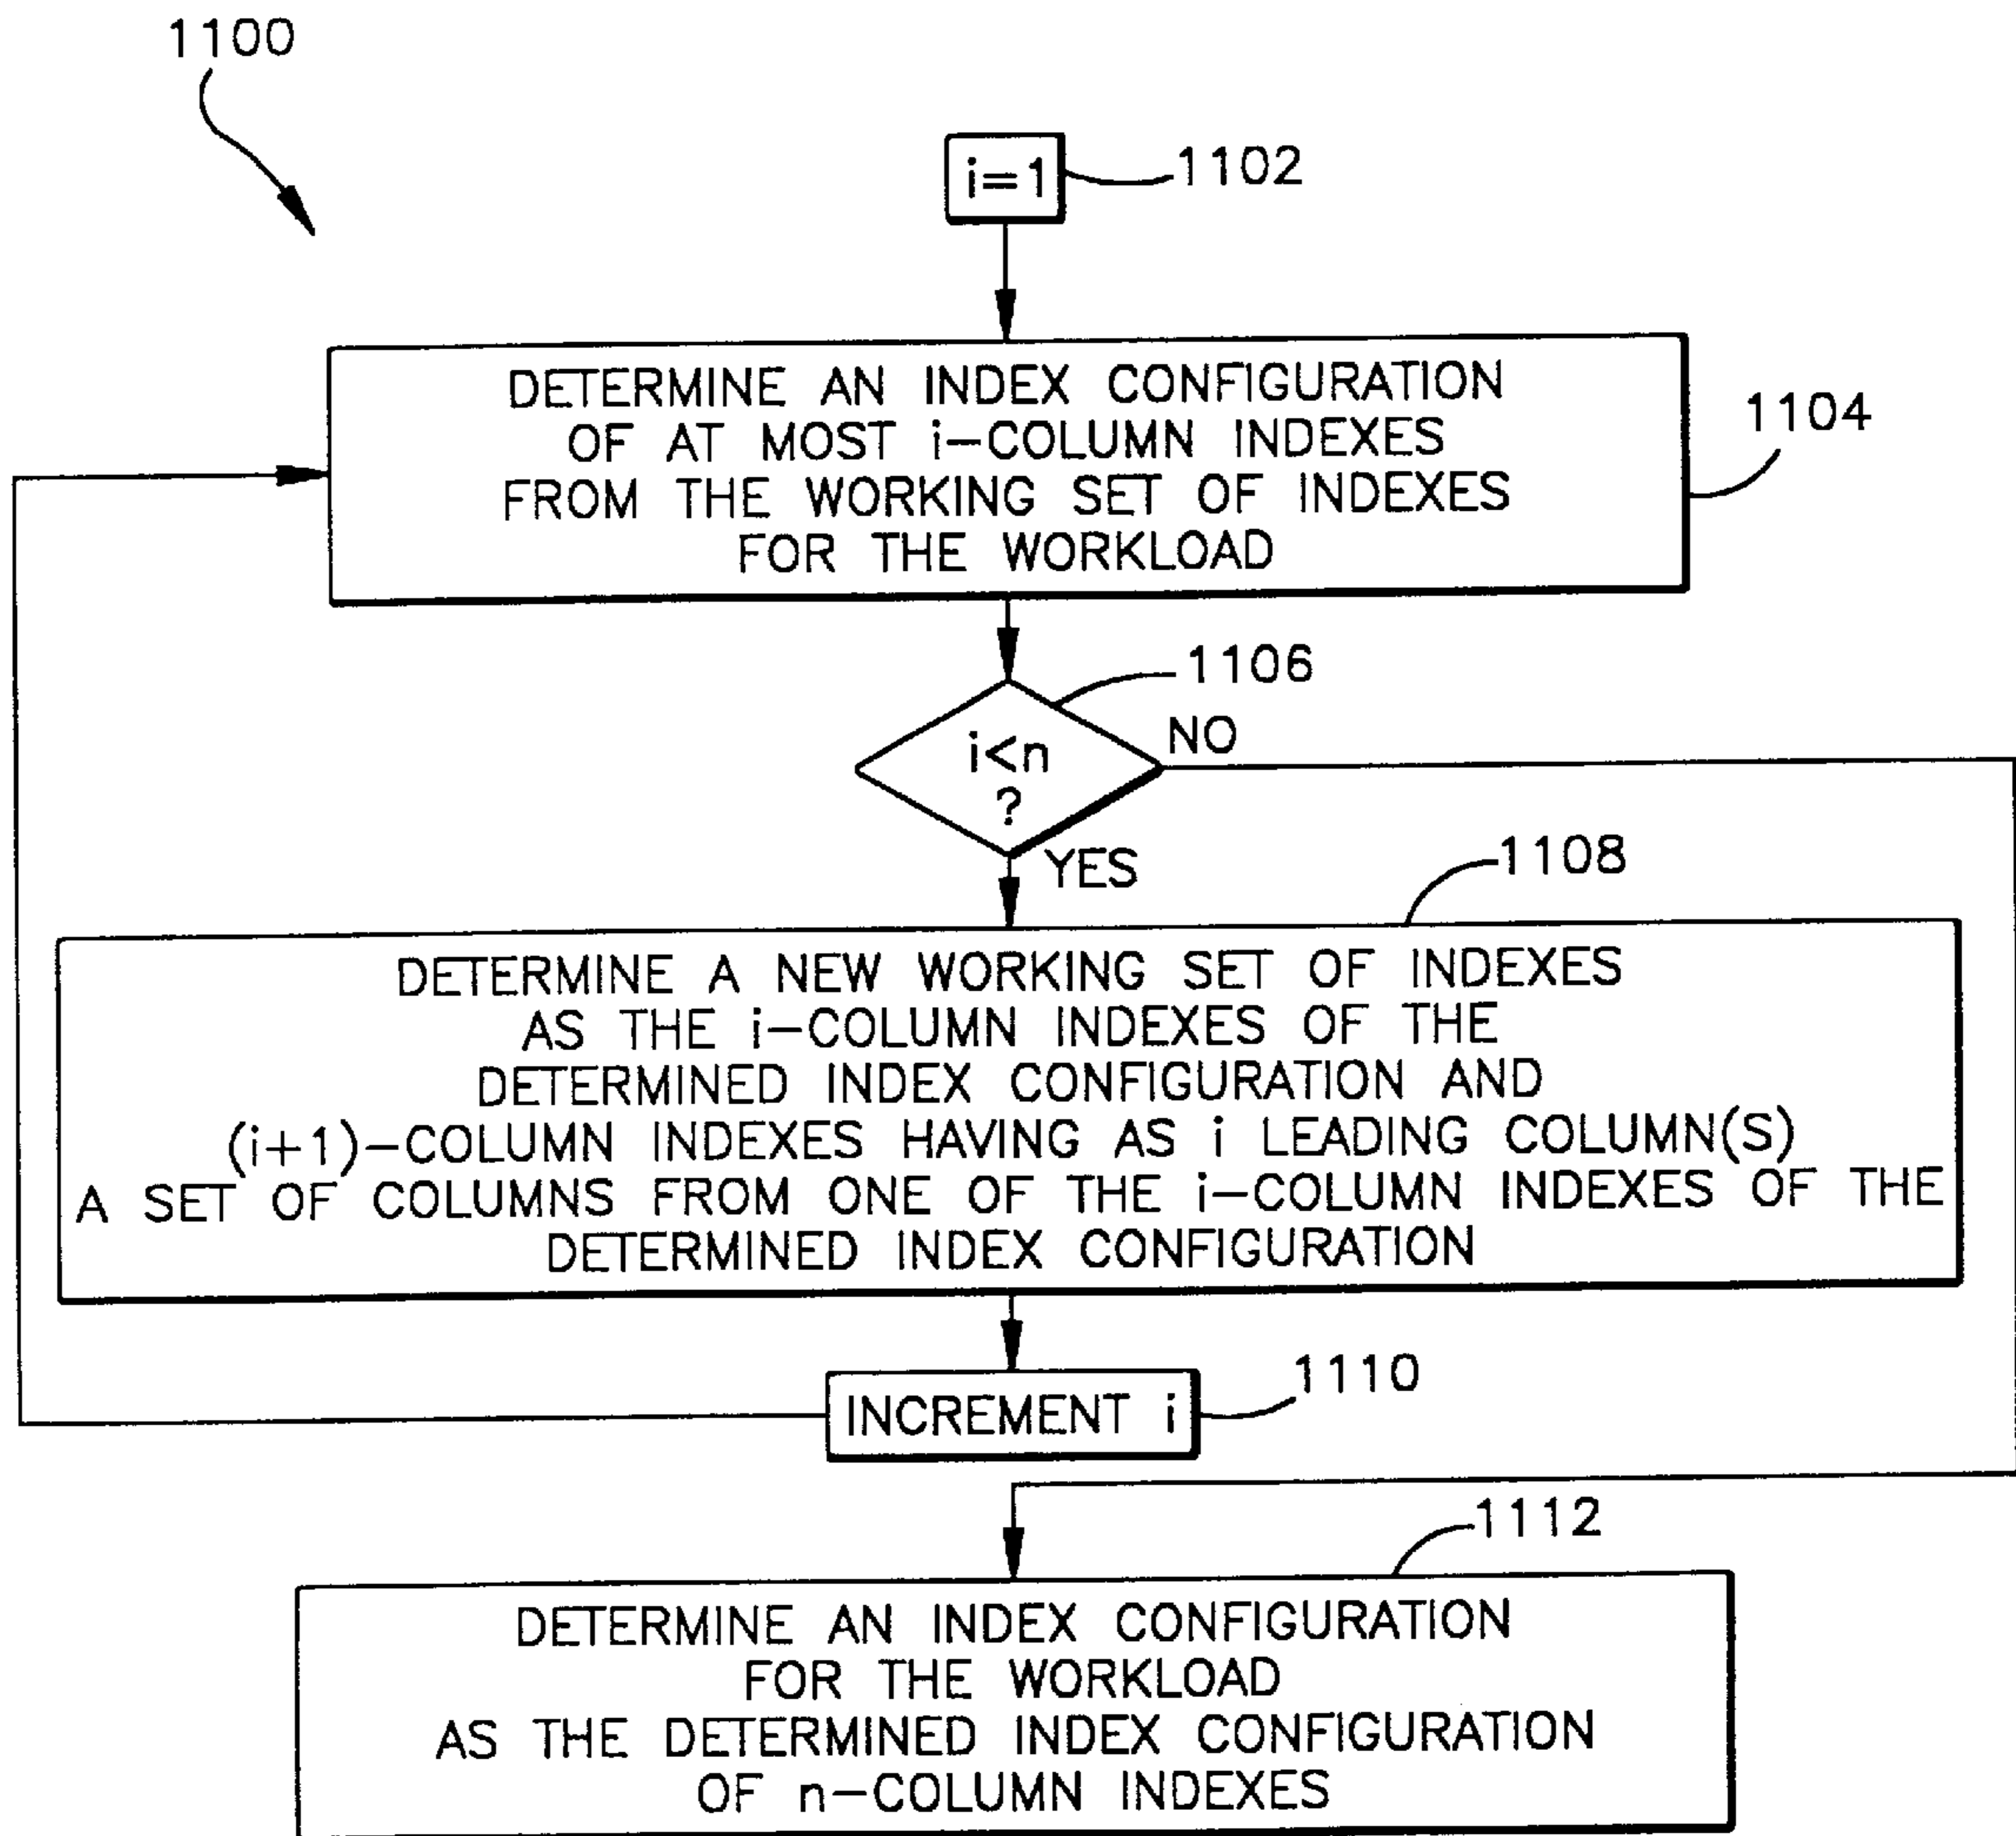 1100
i=1
1102
DETERMINE AN INDEX CONFIGURATION
OF AT MOST i-COLUMN INDEXES
FROM THE WORKING SET OF INDEXES
FOR THE WORKLOAD
1104
1106
i<n
?
NO
YES
1108
DETERMINE A NEW WORKING SET OF INDEXES
AS THE i-COLUMN INDEXES OF THE
DETERMINED INDEX CONFIGURATION AND
(i+1)-COLUMN INDEXES HAVING AS i LEADING COLUMN(S)
A SET OF COLUMNS FROM ONE OF THE i-COLUMN INDEXES OF THE
DETERMINED INDEX CONFIGURATION
INCREMENT i
1110
1112
DETERMINE AN INDEX CONFIGURATION
FOR THE WORKLOAD
AS THE DETERMINED INDEX CONFIGURATION
OF n-COLUMN INDEXES